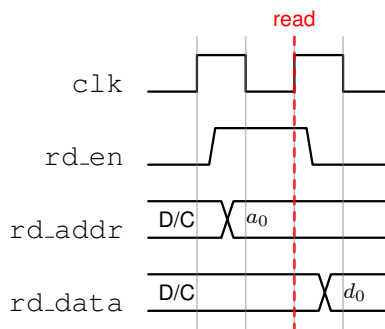 read
clk
rd_en
rd_addr D/C a0
rd_data D/C d0